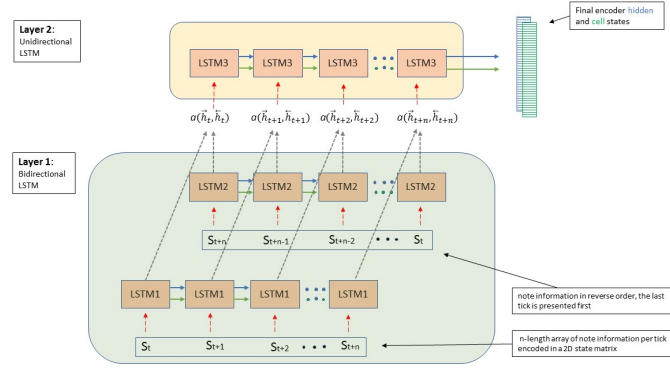 Layer 2:
Unidirectional
LSTM
Final encoder hidden
and cell states
LSTM3 LSTM3 LSTM3 LSTM3
a(h⃗t, h⃖t) a(h⃗t+1, h⃖t+1) a(h⃗t+2, h⃖t+2) a(h⃗t+n, h⃖t+n)
Layer 1:
Bidirectional
LSTM
LSTM2 LSTM2 LSTM2 LSTM2
St+n St+n-1 St+n-2 • • • St
LSTM1 LSTM1 LSTM1 LSTM1
note information in reverse order, the last
tick is presented first
St St+1 St+2 • • • St+n
n-length array of note information per tick
encoded in a 2D state matrix